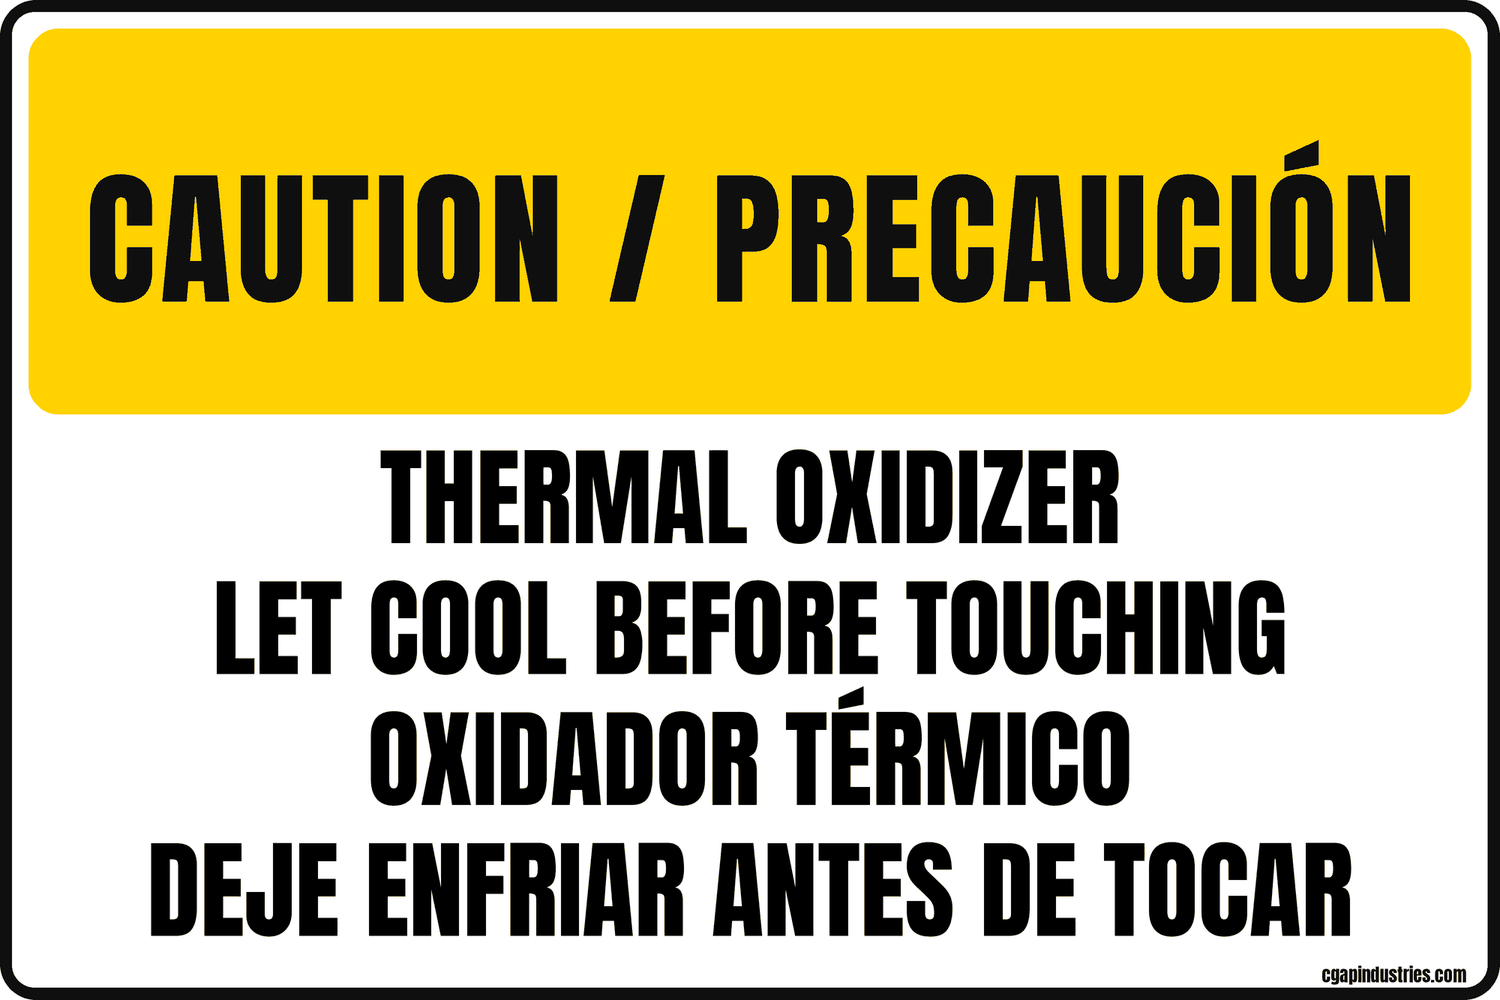 CAUTION / PRECAUCIÓN
THERMAL OXIDIZER
LET COOL BEFORE TOUCHING
OXIDADOR TÉRMICO
DEJE ENFRIAR ANTES DE TOCAR
cgapindustries.com